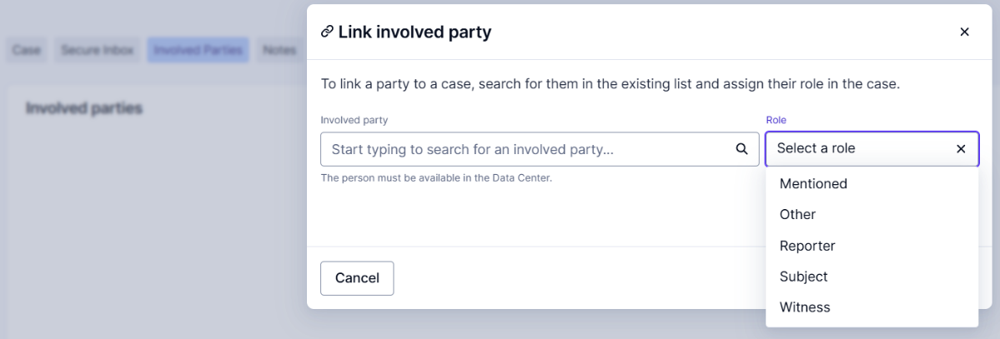 Link involved party
Case Secure Inbox Involved Parties Notes
Involved parties
To link a party to a case, search for them in the existing list and assign their role in the case.
Involved party Role
Start typing to search for an involved party... Select a role
The person must be available in the Data Center.
Mentioned
Other
Reporter
Subject
Witness
Cancel